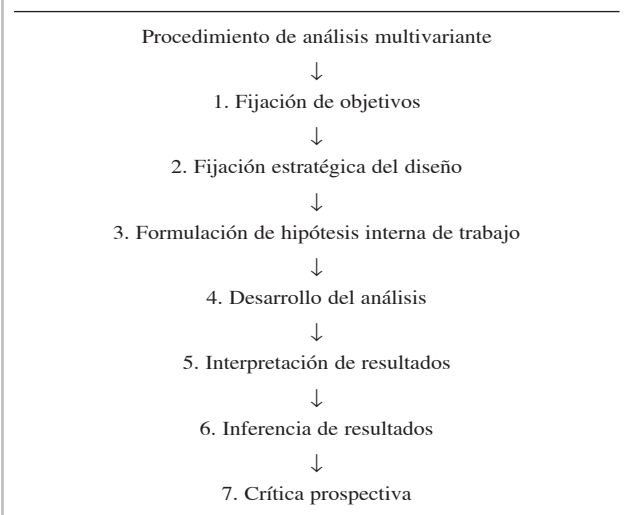 Procedimiento de análisis multivariante
↓
1. Fijación de objetivos
↓
2. Fijación estratégica del diseño
↓
3. Formulación de hipótesis interna de trabajo
↓
4. Desarrollo del análisis
↓
5. Interpretación de resultados
↓
6. Inferencia de resultados
↓
7. Crítica prospectiva